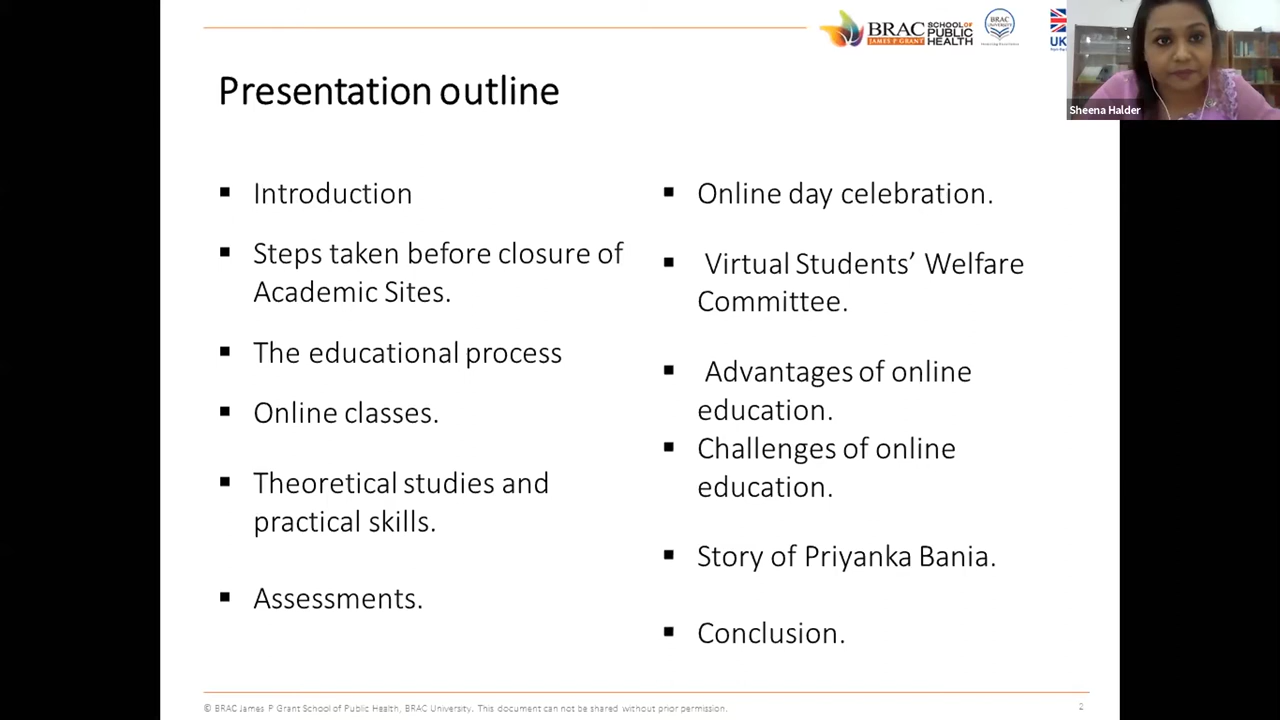 BRAC
JAMES P GRANT
SCHOOL OF
PUBLIC
HEALTH
BRAC
UNIVERSITY
UK
Sheena Halder
Presentation outline
Introduction
Steps taken before closure of
Academic Sites.
The educational process
Online classes.
Theoretical studies and
practical skills.
Assessments.
Online day celebration.
Virtual Students’ Welfare
Committee.
Advantages of online
education.
Challenges of online
education.
Story of Priyanka Bania.
Conclusion.
© BRAC James P Grant School of Public Health, BRAC University. This document can not be shared without prior permission.
2